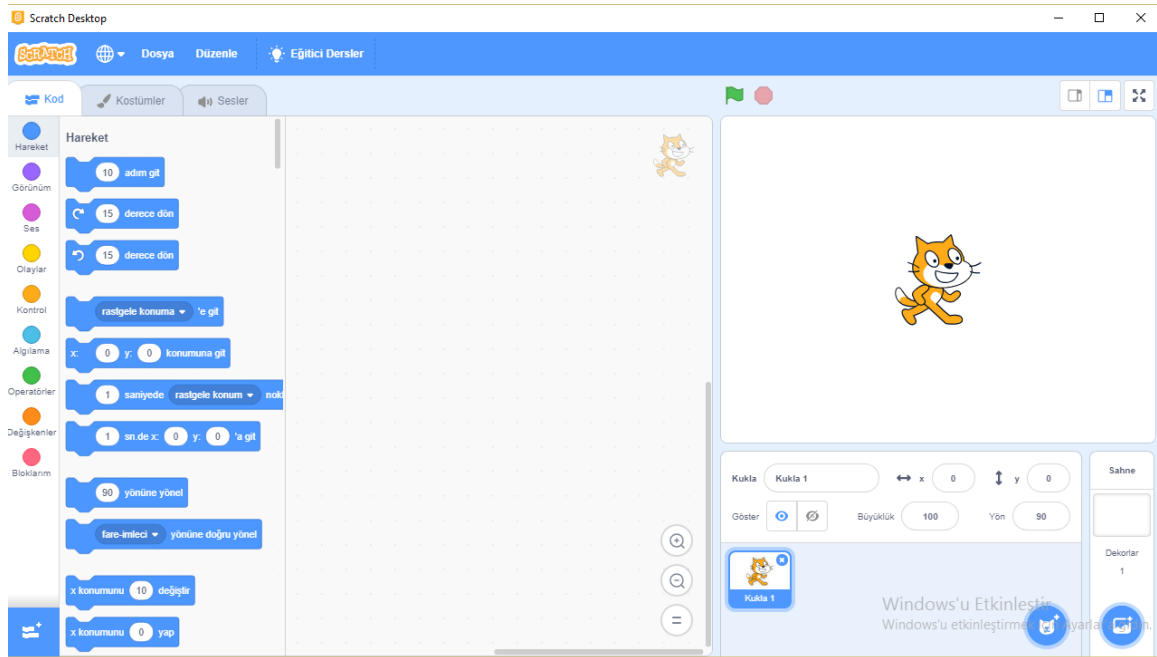 Scratch Desktop
SCRATCH Dosya Düzenle Eğitici Dersler
Kod Kostümler Sesler
Hareket
Görünüm
Ses
Olaylar
Kontrol
Algılama
Operatörler
Değişkenler
Bloklarım
Hareket
10 adım git
15 derece dön
15 derece dön
rastgele konuma 'e git
x: 0 y: 0 konumuna git
1 saniyede rastgele konum
1 sn.de x: 0 y: 0 'a git
90 yönüne yönel
fare-imleci yönüne doğru yönel
x konumunu 10 değiştir
x konumunu 0 yap
Kukla Kukla 1 x 0 y 0
Göster Büyüklük 100 Yön 90
Kukla 1
Sahne
Dekorlar
1
Windows'u Etkinleştir
Windows'u etkinleştirmek